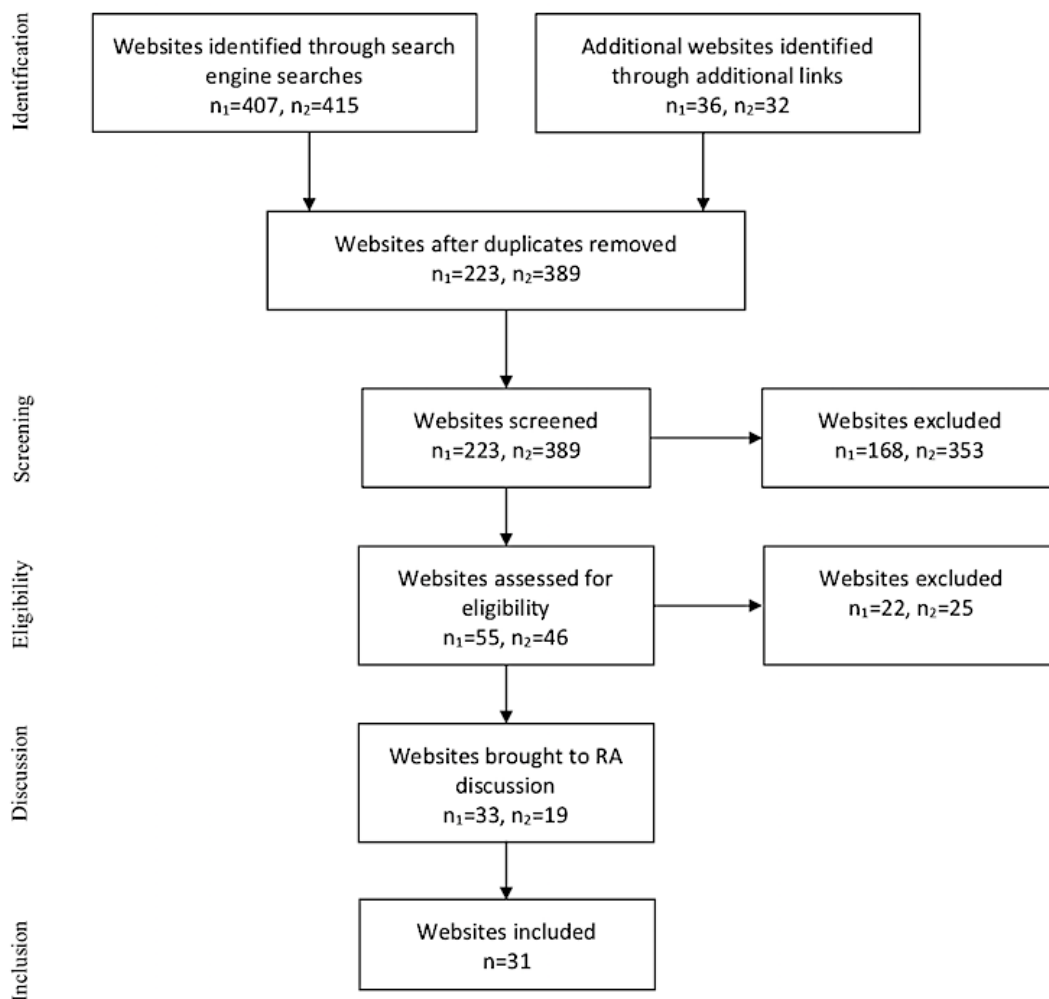 Identification
Websites identified through search
engine searches
n₁=407, n₂=415
Additional websites identified
through additional links
n₁=36, n₂=32
Websites after duplicates removed
n₁=223, n₂=389
Screening
Websites screened
n₁=223, n₂=389
Websites excluded
n₁=168, n₂=353
Eligibility
Websites assessed for
eligibility
n₁=55, n₂=46
Websites excluded
n₁=22, n₂=25
Discussion
Websites brought to RA
discussion
n₁=33, n₂=19
Inclusion
Websites included
n=31